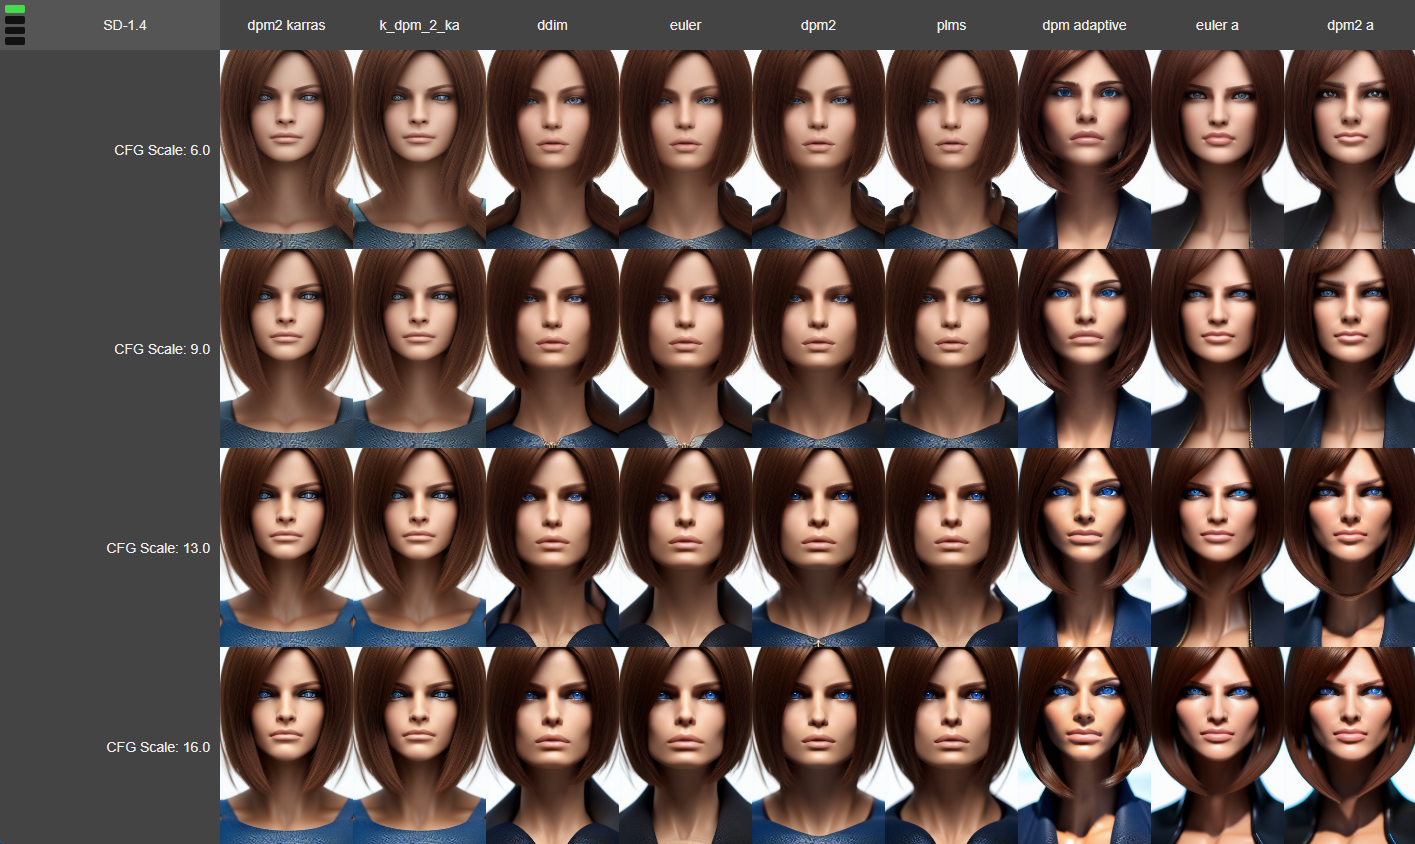 SD-1.4 dpm2 karras k_dpm_2_ka ddim euler dpm2 plms dpm adaptive euler a dpm2 a
CFG Scale: 6.0
CFG Scale: 9.0
CFG Scale: 13.0
CFG Scale: 16.0